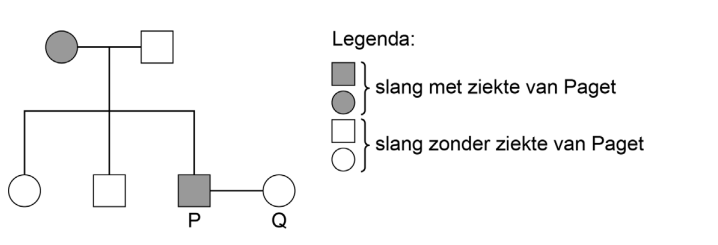 Legenda:
slang met ziekte van Paget
slang zonder ziekte van Paget
P Q